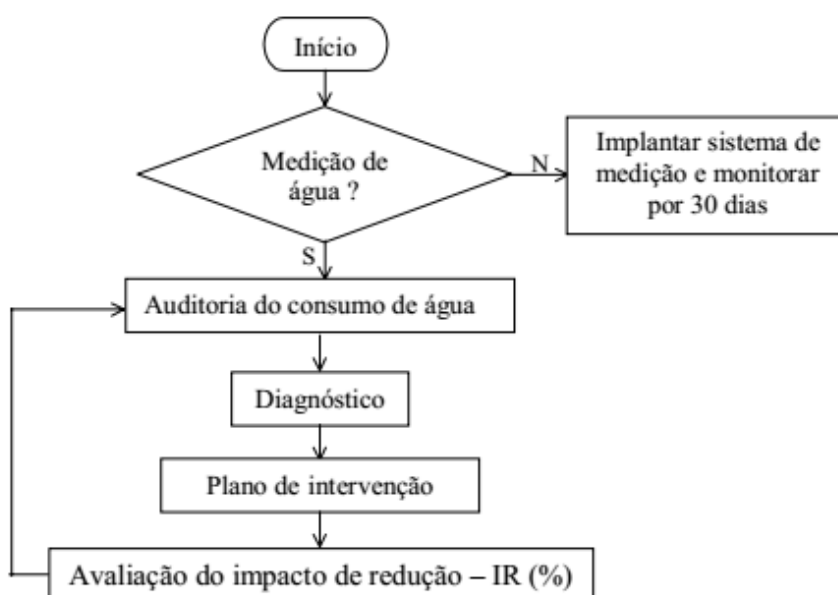 Início
Medição de
água ?
N
Implantar sistema de
medição e monitorar
por 30 dias
S
Auditoria do consumo de água
Diagnóstico
Plano de intervenção
Avaliação do impacto de redução – IR (%)